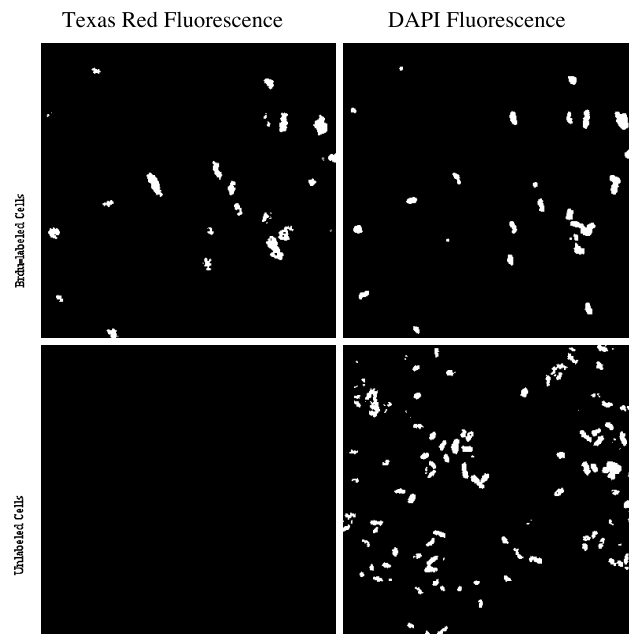 Texas Red Fluorescence
DAPI Fluorescence
Brdu-labeled Cells
Unlabeled Cells